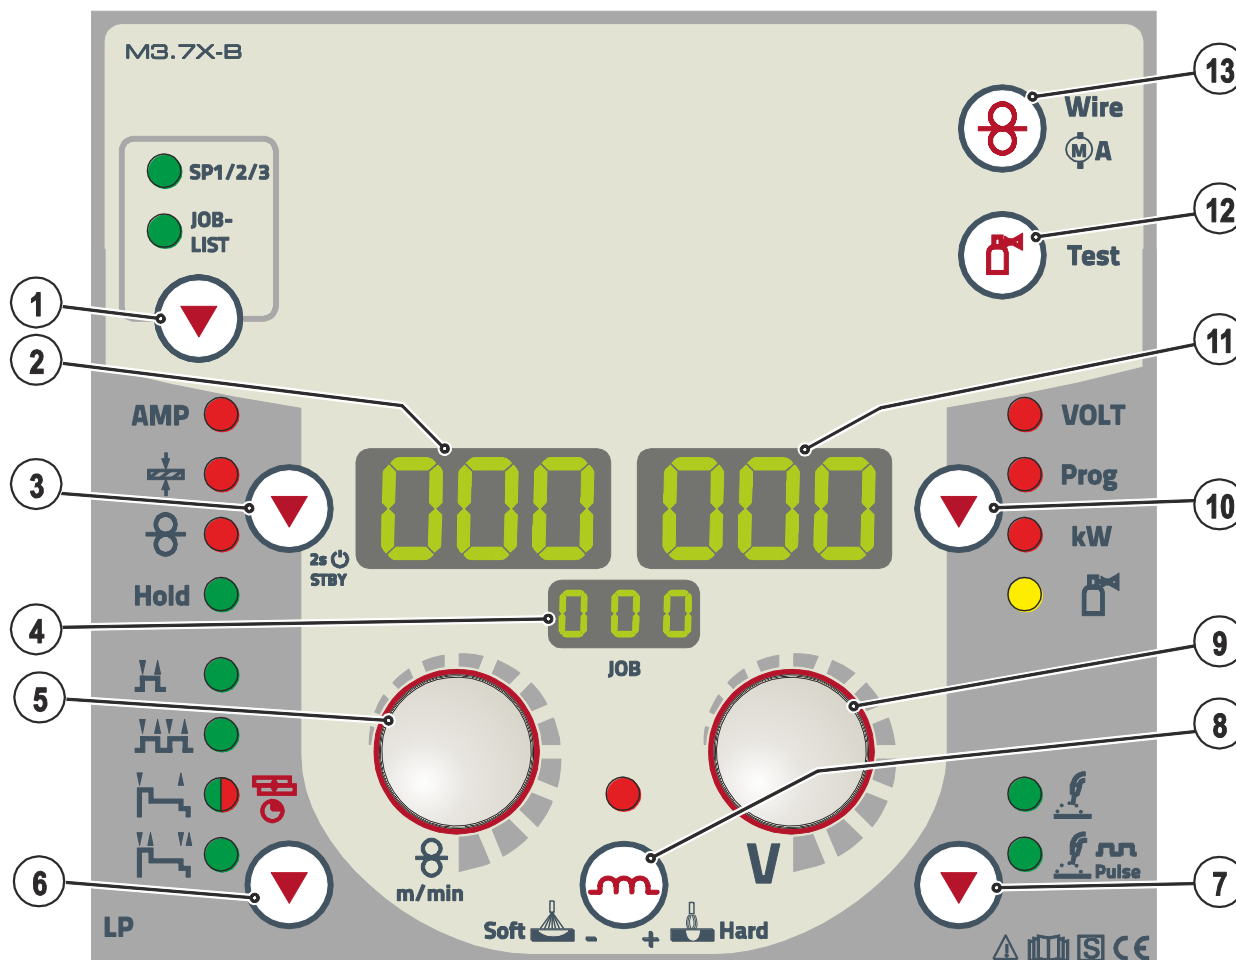 M3.7X-B
13
Wire
M A
SP1/2/3
JOB-
LIST
12
Test
1
2
11
AMP
VOLT
3
Prog
10
kW
2s
STBY
000
000
Hold
4
000
JOB
5
9
8
m/min
V
Pulse
6
7
LP
Soft
-
+
Hard
S CE